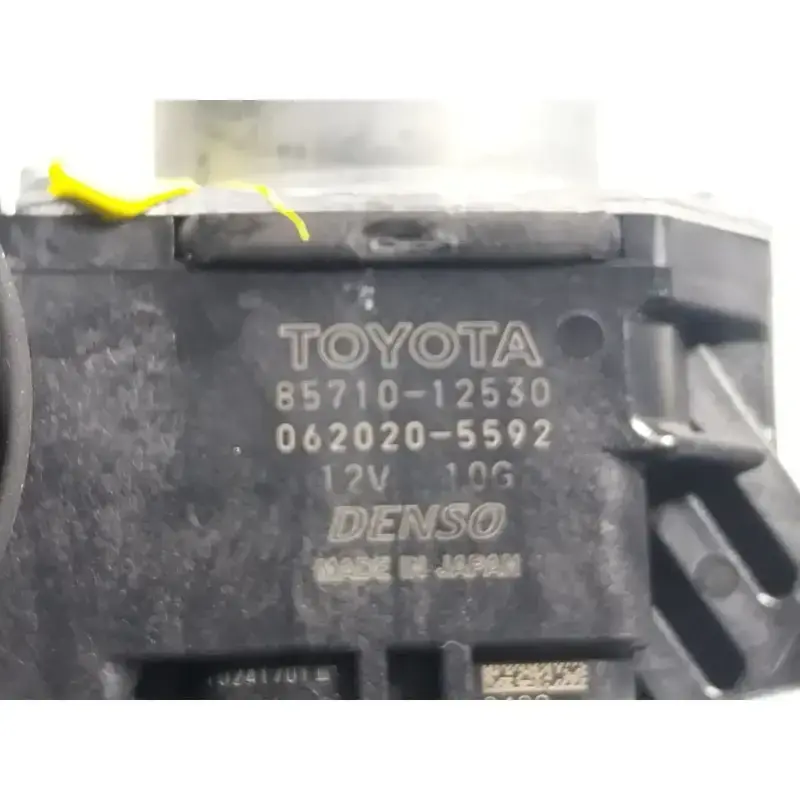 TOYOTA
85710-12530
062020-5592
12V 10G
DENSO
MADE IN JAPAN